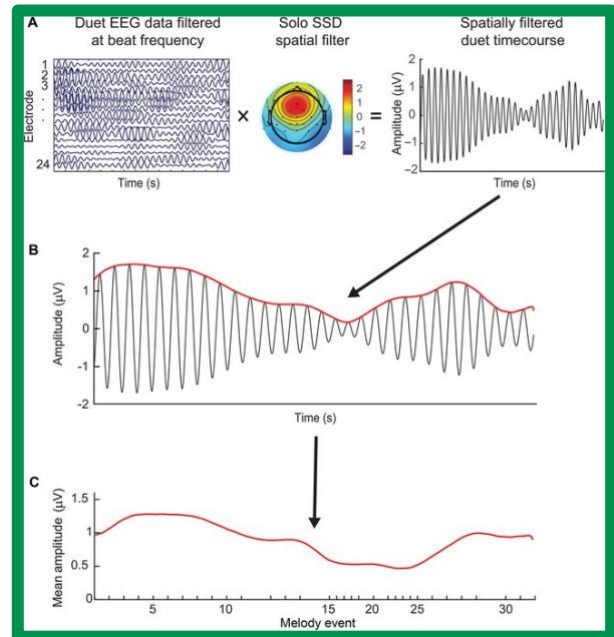 A
Duet EEG data filtered
at beat frequency
Solo SSD
spatial filter
Spatially filtered
duet timecourse
Electrode
1
2
3
.
.
.
24
Time (s)
×
2
1
0
−1
−2
=
Amplitude (µV)
2
1
0
−1
−2
Time (s)
B
Amplitude (µV)
2
1
0
-1
-2
Time (s)
C
Mean amplitude (µV)
1.5
1
0.5
0
5 10 15 20 25 30
Melody event